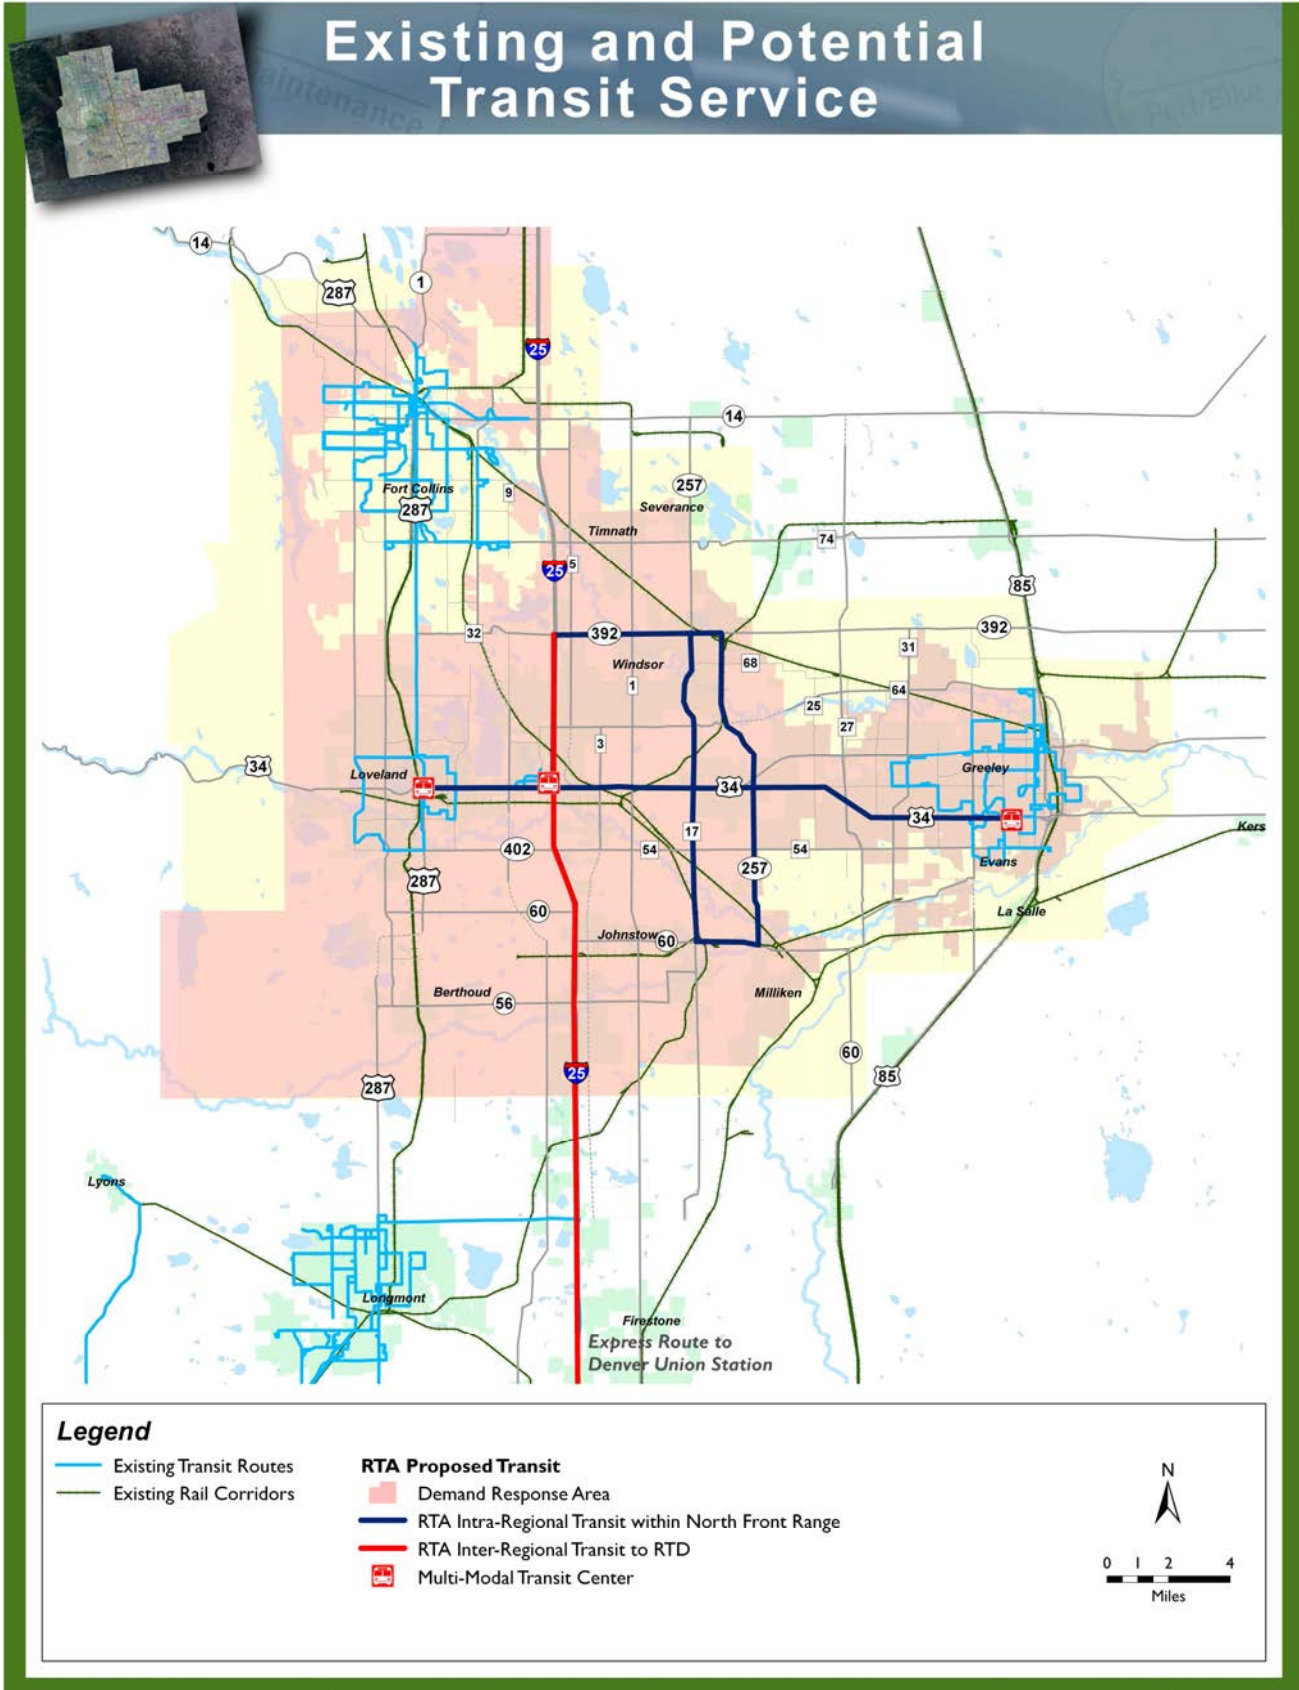 Existing and Potential
Transit Service
aintenance
Ped/Bike
14
287
1
25
14
Fort Collins
287
9
257
Severance
Timnath
74
25
5
85
32
392
392
31
Windsor
68
1
64
25
27
3
34
Loveland
Greeley
34
34
17
402
54
54
257
Evans
287
60
Johnstow
60
La Salle
Kers
Berthoud
56
Milliken
60
25
85
287
Lyons
Longmont
Firestone
Express Route to
Denver Union Station
Legend
Existing Transit Routes
Existing Rail Corridors
RTA Proposed Transit
Demand Response Area
RTA Intra-Regional Transit within North Front Range
RTA Inter-Regional Transit to RTD
Multi-Modal Transit Center
N
0 1 2 4
Miles